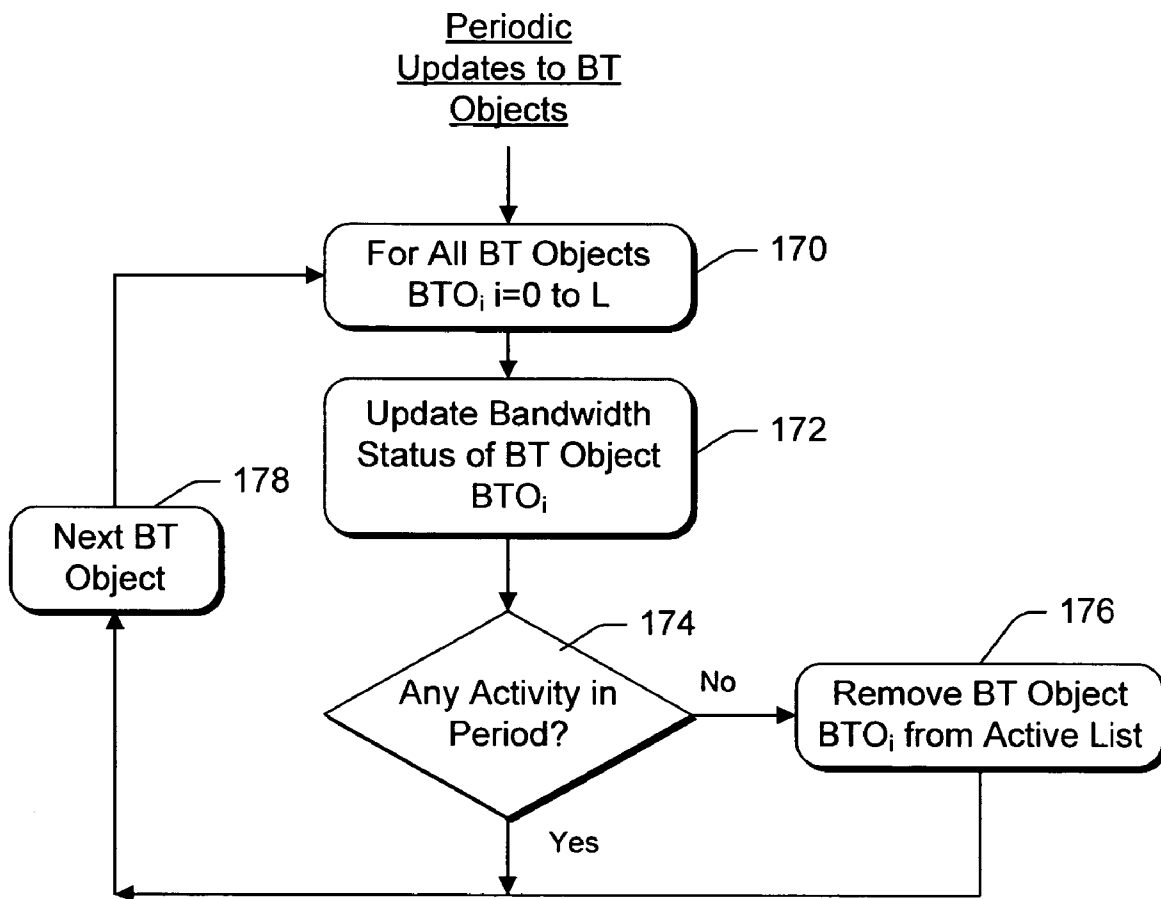 Periodic
Updates to BT
Objects
For All BT Objects
BTOᵢ i=0 to L
170
Update Bandwidth
Status of BT Object
BTOᵢ
172
178
Next BT
Object
174
Any Activity in
Period?
No
176
Remove BT Object
BTOᵢ from Active List
Yes